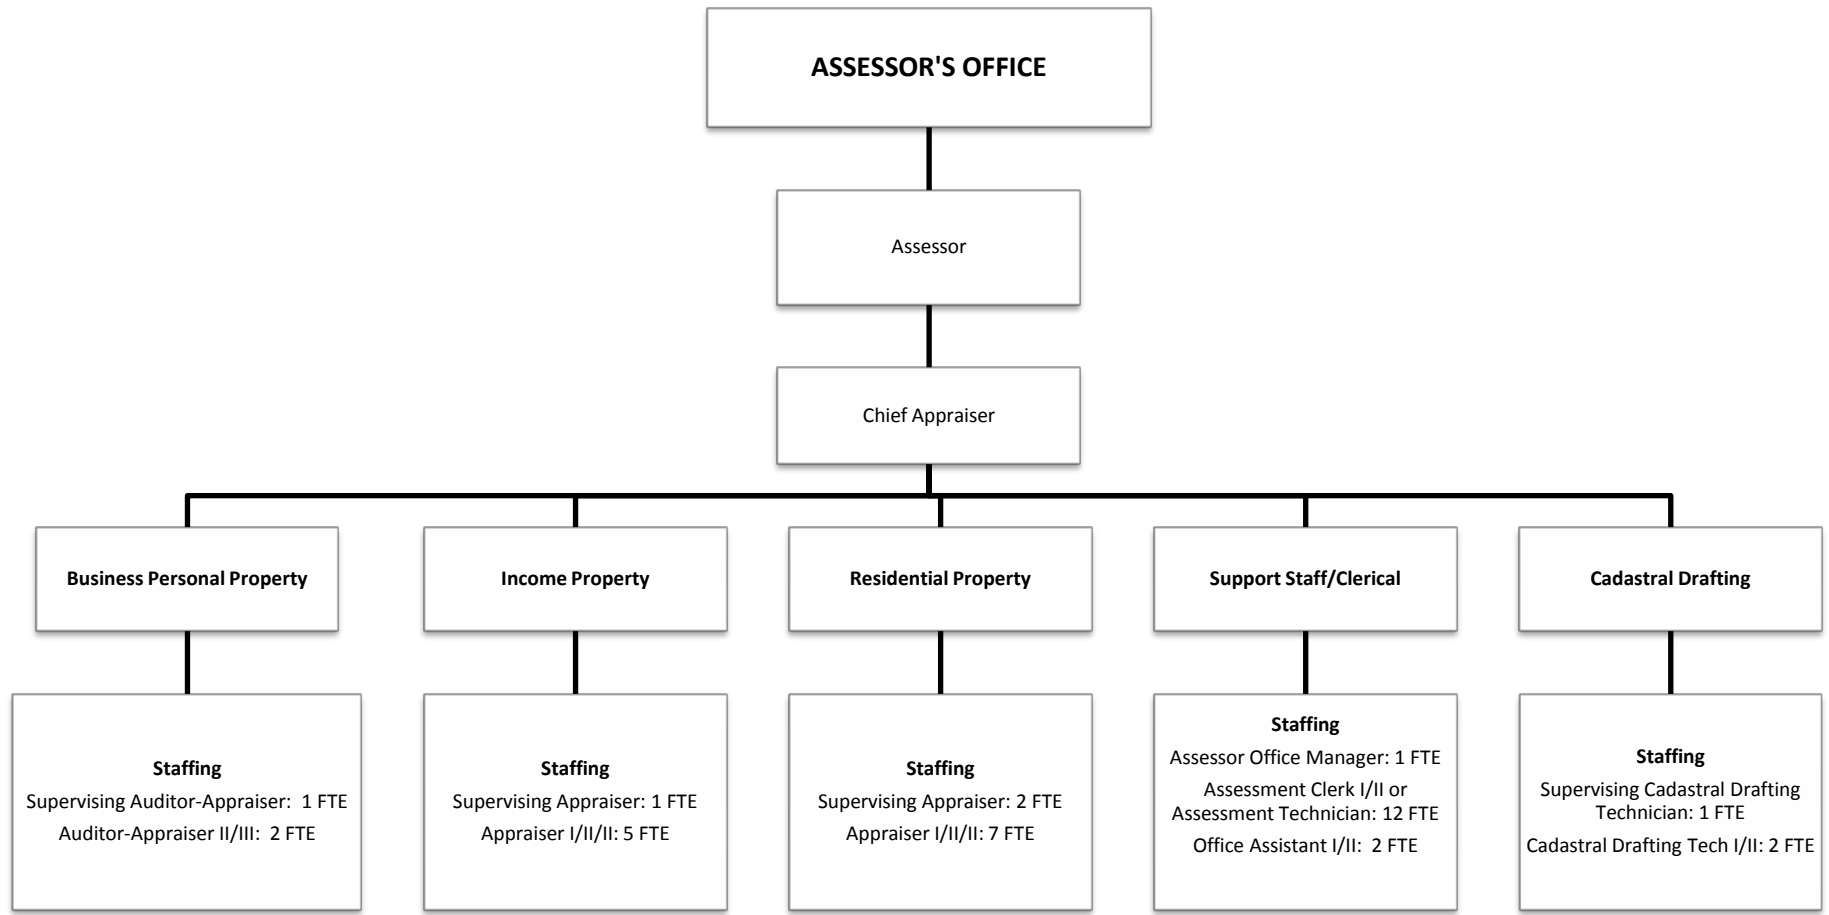 ASSESSOR'S OFFICE
Assessor
Chief Appraiser
Business Personal Property
Income Property
Residential Property
Support Staff/Clerical
Cadastral Drafting
Staffing
Supervising Auditor-Appraiser:  1 FTE
Auditor-Appraiser II/III:  2 FTE
Staffing
Supervising Appraiser: 1 FTE
Appraiser I/II/II: 5 FTE
Staffing
Supervising Appraiser: 2 FTE
Appraiser I/II/II: 7 FTE
Staffing
Assessor Office Manager: 1 FTE
Assessment Clerk I/II or
Assessment Technician: 12 FTE
Office Assistant I/II:  2 FTE
Staffing
Supervising Cadastral Drafting
Technician: 1 FTE
Cadastral Drafting Tech I/II: 2 FTE